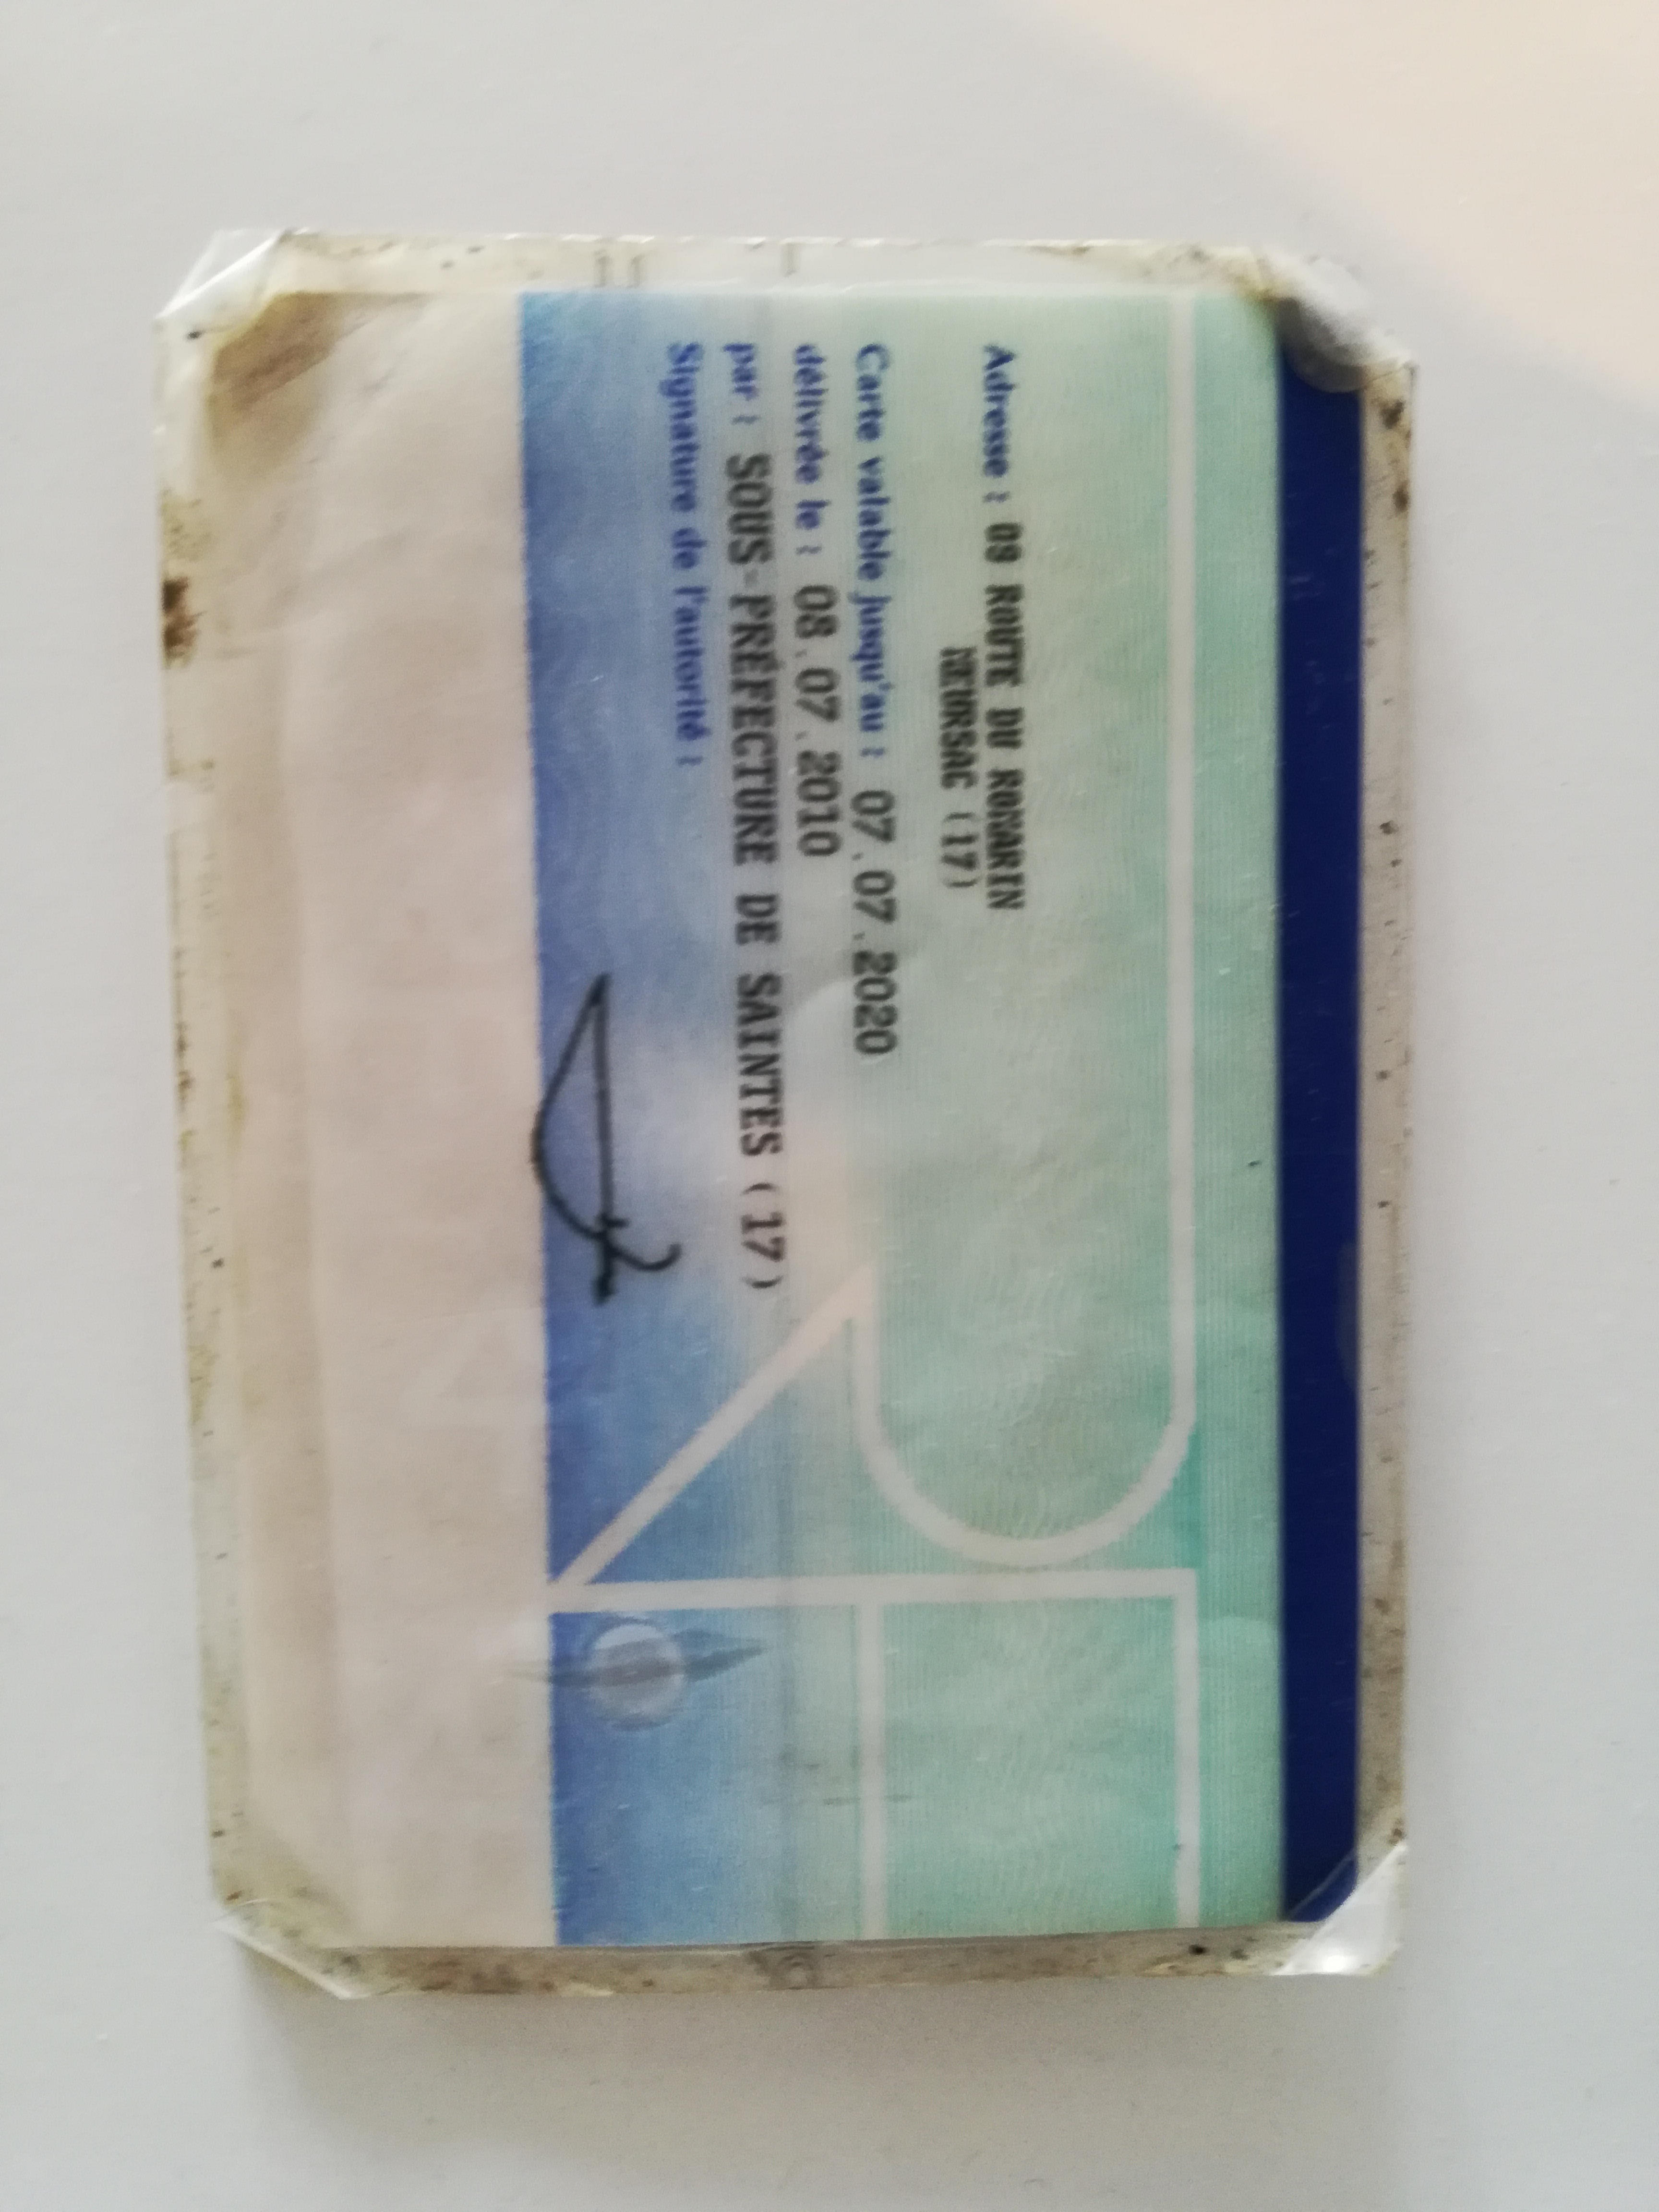 Adresse : 09 ROUTE DU ROMARIN
MEURSAC (17)
Carte valable jusqu'au : 07.07.2020
délivrée le : 08.07.2010
par : SOUS-PRÉFECTURE DE SAINTES (17)
Signature de l'autorité :